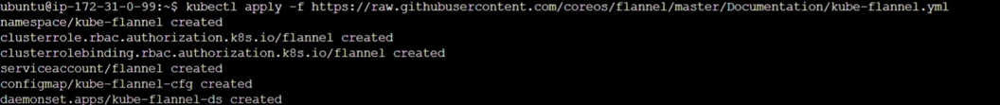 ubuntu@ip-172-31-0-99:~$ kubectl apply -f https://raw.githubusercontent.com/coreos/flannel/master/Documentation/kube-flannel.yml
namespace/kube-flannel created
clusterrole.rbac.authorization.k8s.io/flannel created
clusterrolebinding.rbac.authorization.k8s.io/flannel created
serviceaccount/flannel created
configmap/kube-flannel-cfg created
daemonset.apps/kube-flannel-ds created